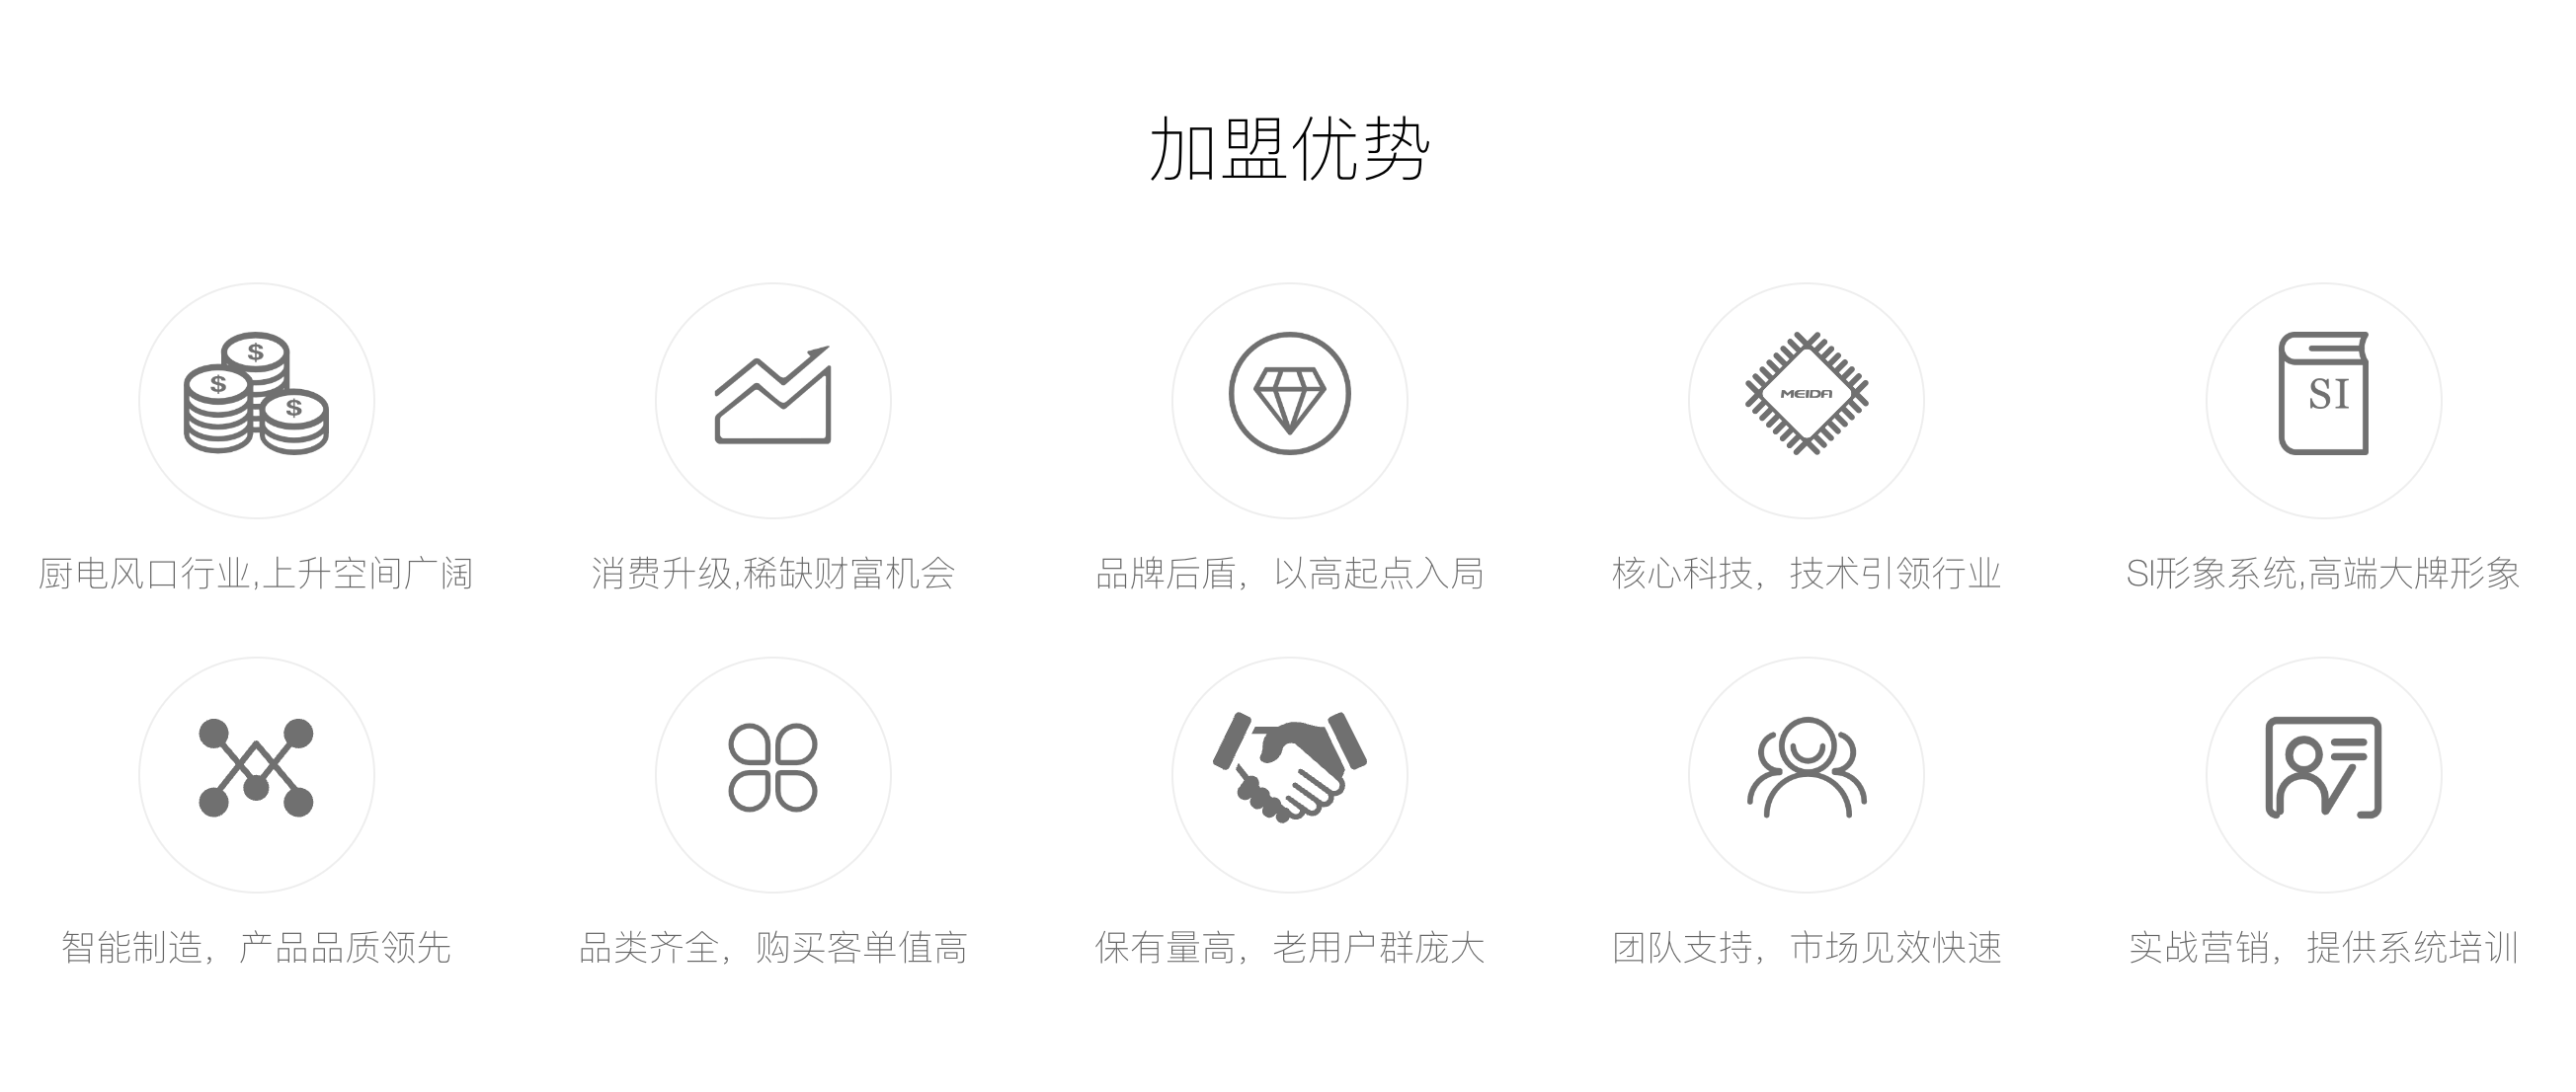 加盟优势
$
$
$
MEIDA
SI
厨电风口行业,上升空间广阔
消费升级,稀缺财富机会
品牌后盾，以高起点入局
核心科技，技术引领行业
SI形象系统,高端大牌形象
智能制造，产品品质领先
品类齐全，购买客单值高
保有量高，老用户群庞大
团队支持，市场见效快速
实战营销，提供系统培训